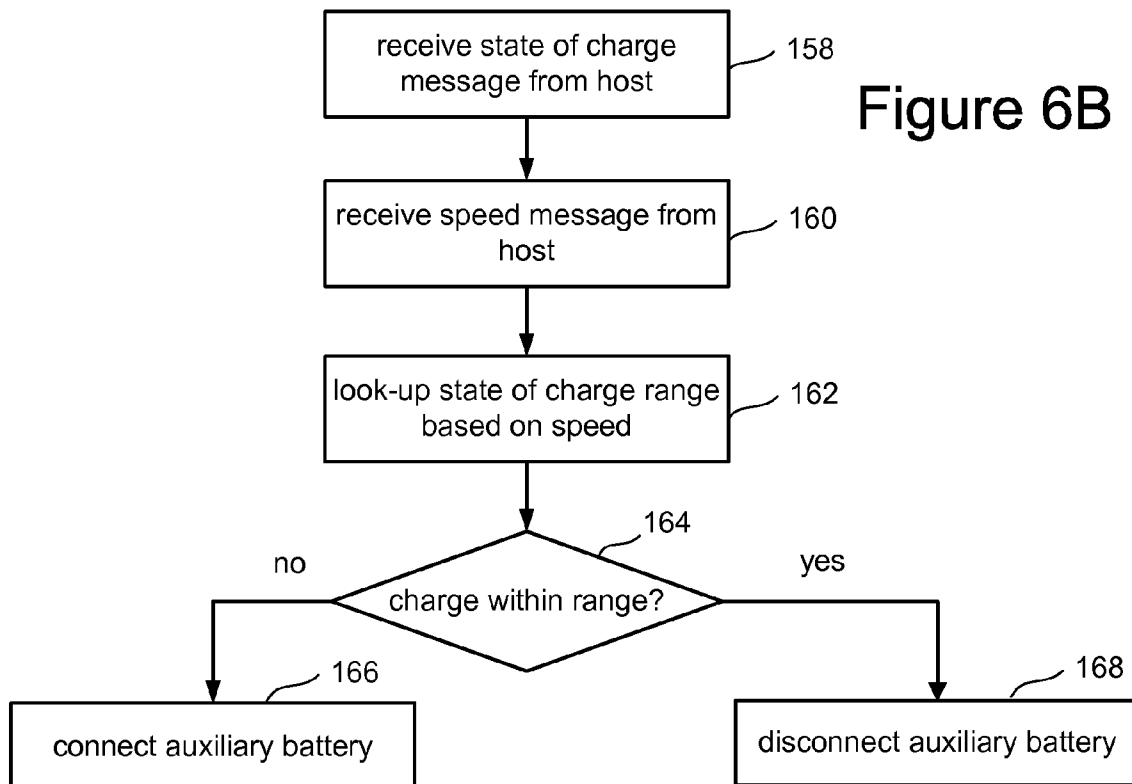 receive state of charge
message from host
158
Figure 6B
receive speed message from
host
160
look-up state of charge range
based on speed
162
164
no
yes
charge within range?
166
168
connect auxiliary battery
disconnect auxiliary battery